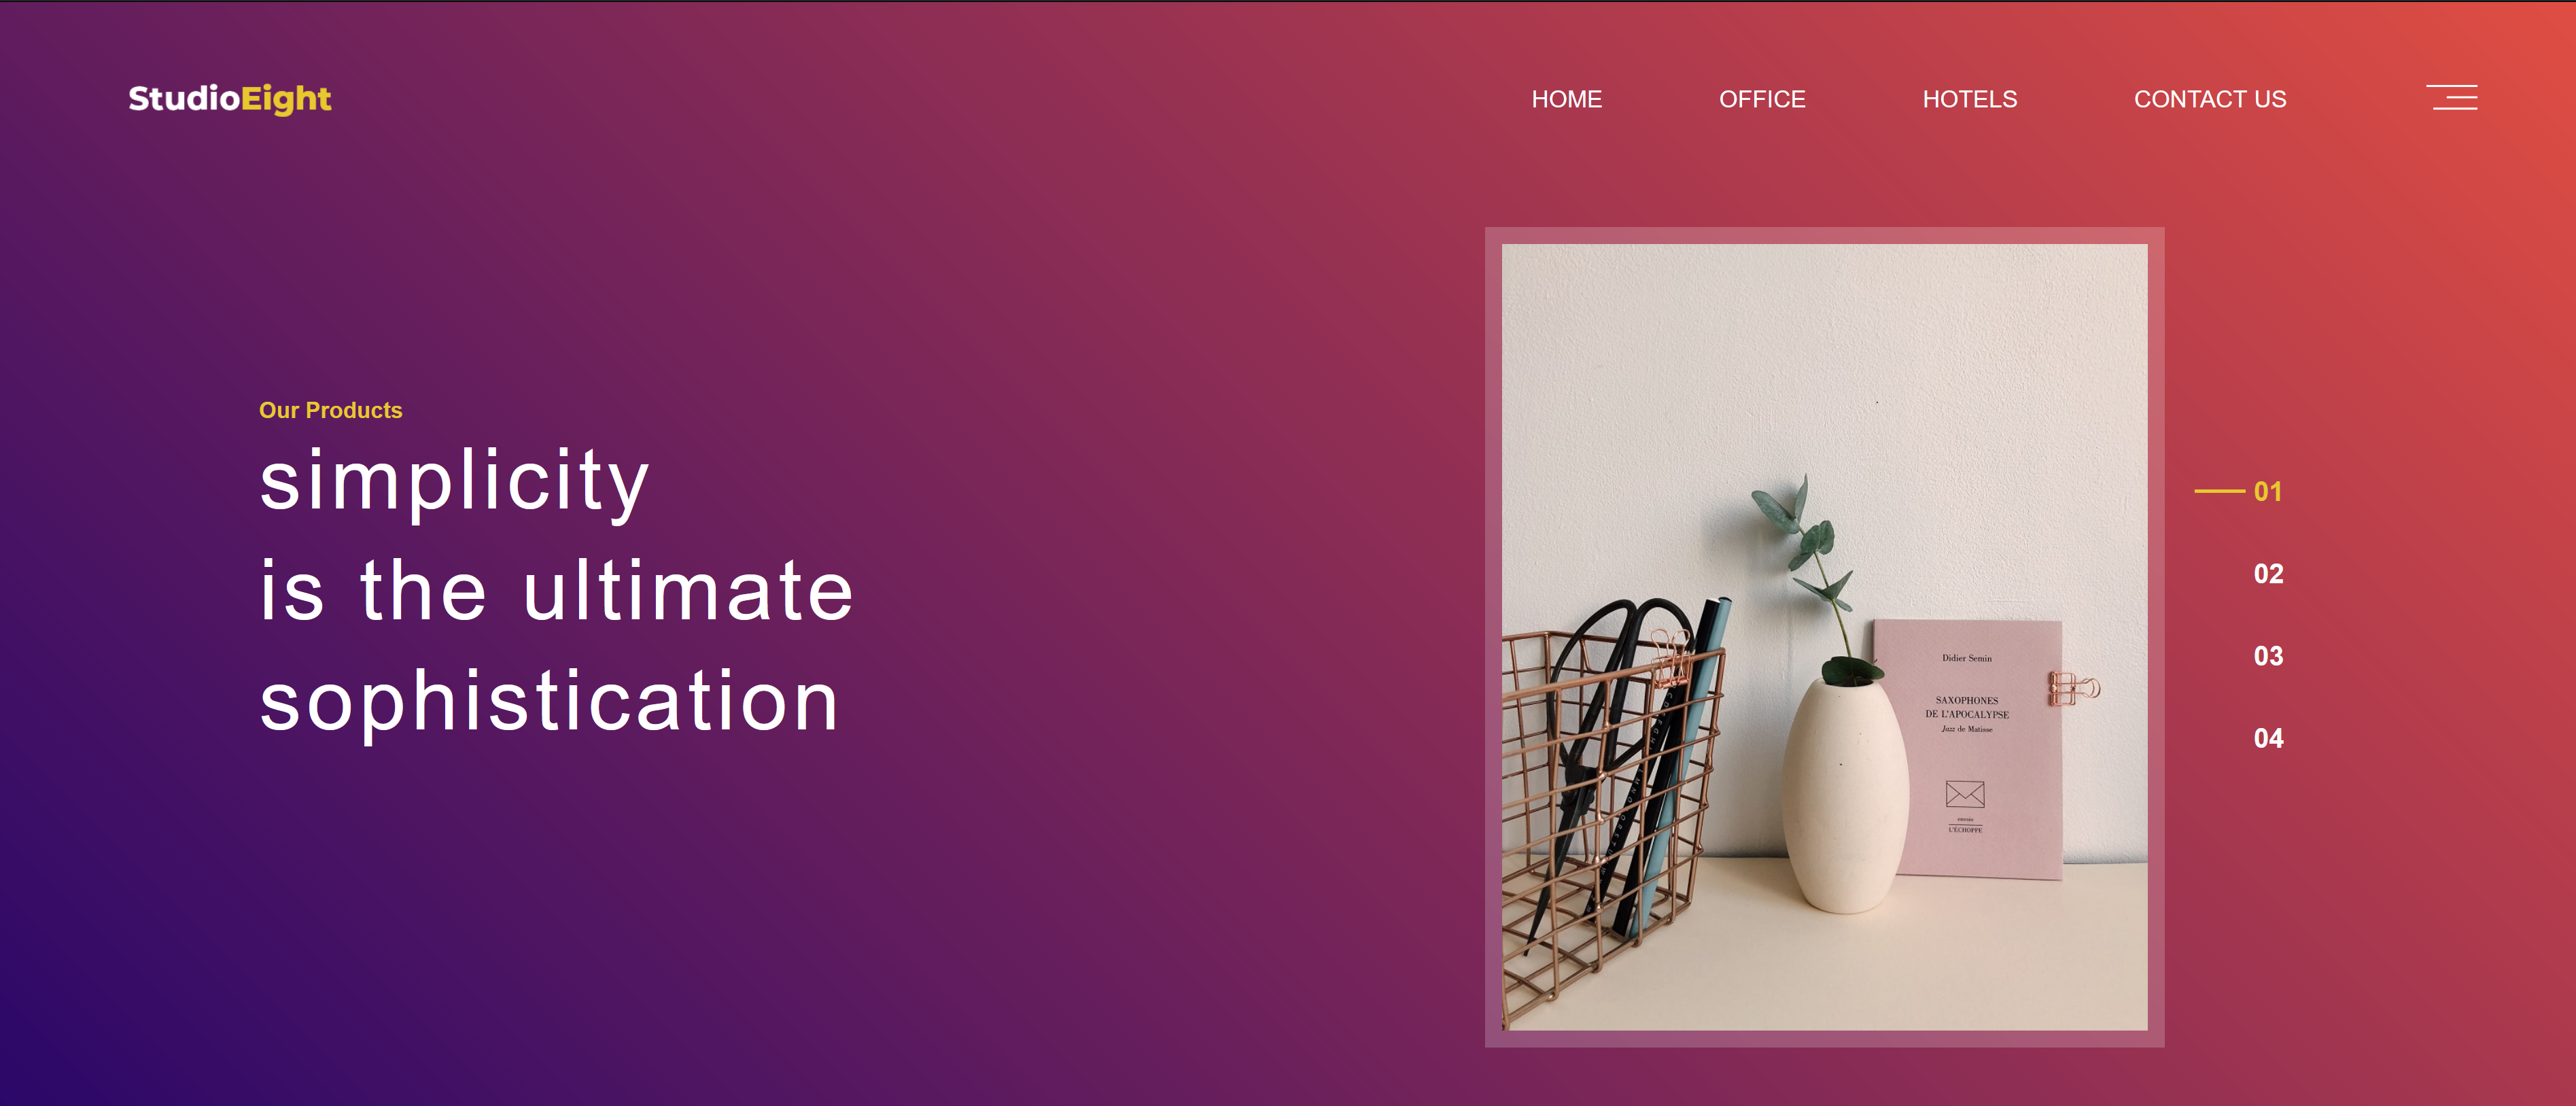 StudioEight
HOME OFFICE HOTELS CONTACT US
Our Products
simplicity
is the ultimate
sophistication
Didier Semin
SAXOPHONES
DE L'APOCALYPSE
Jazz de Matisse
L'ÉCHOPPE
01
02
03
04